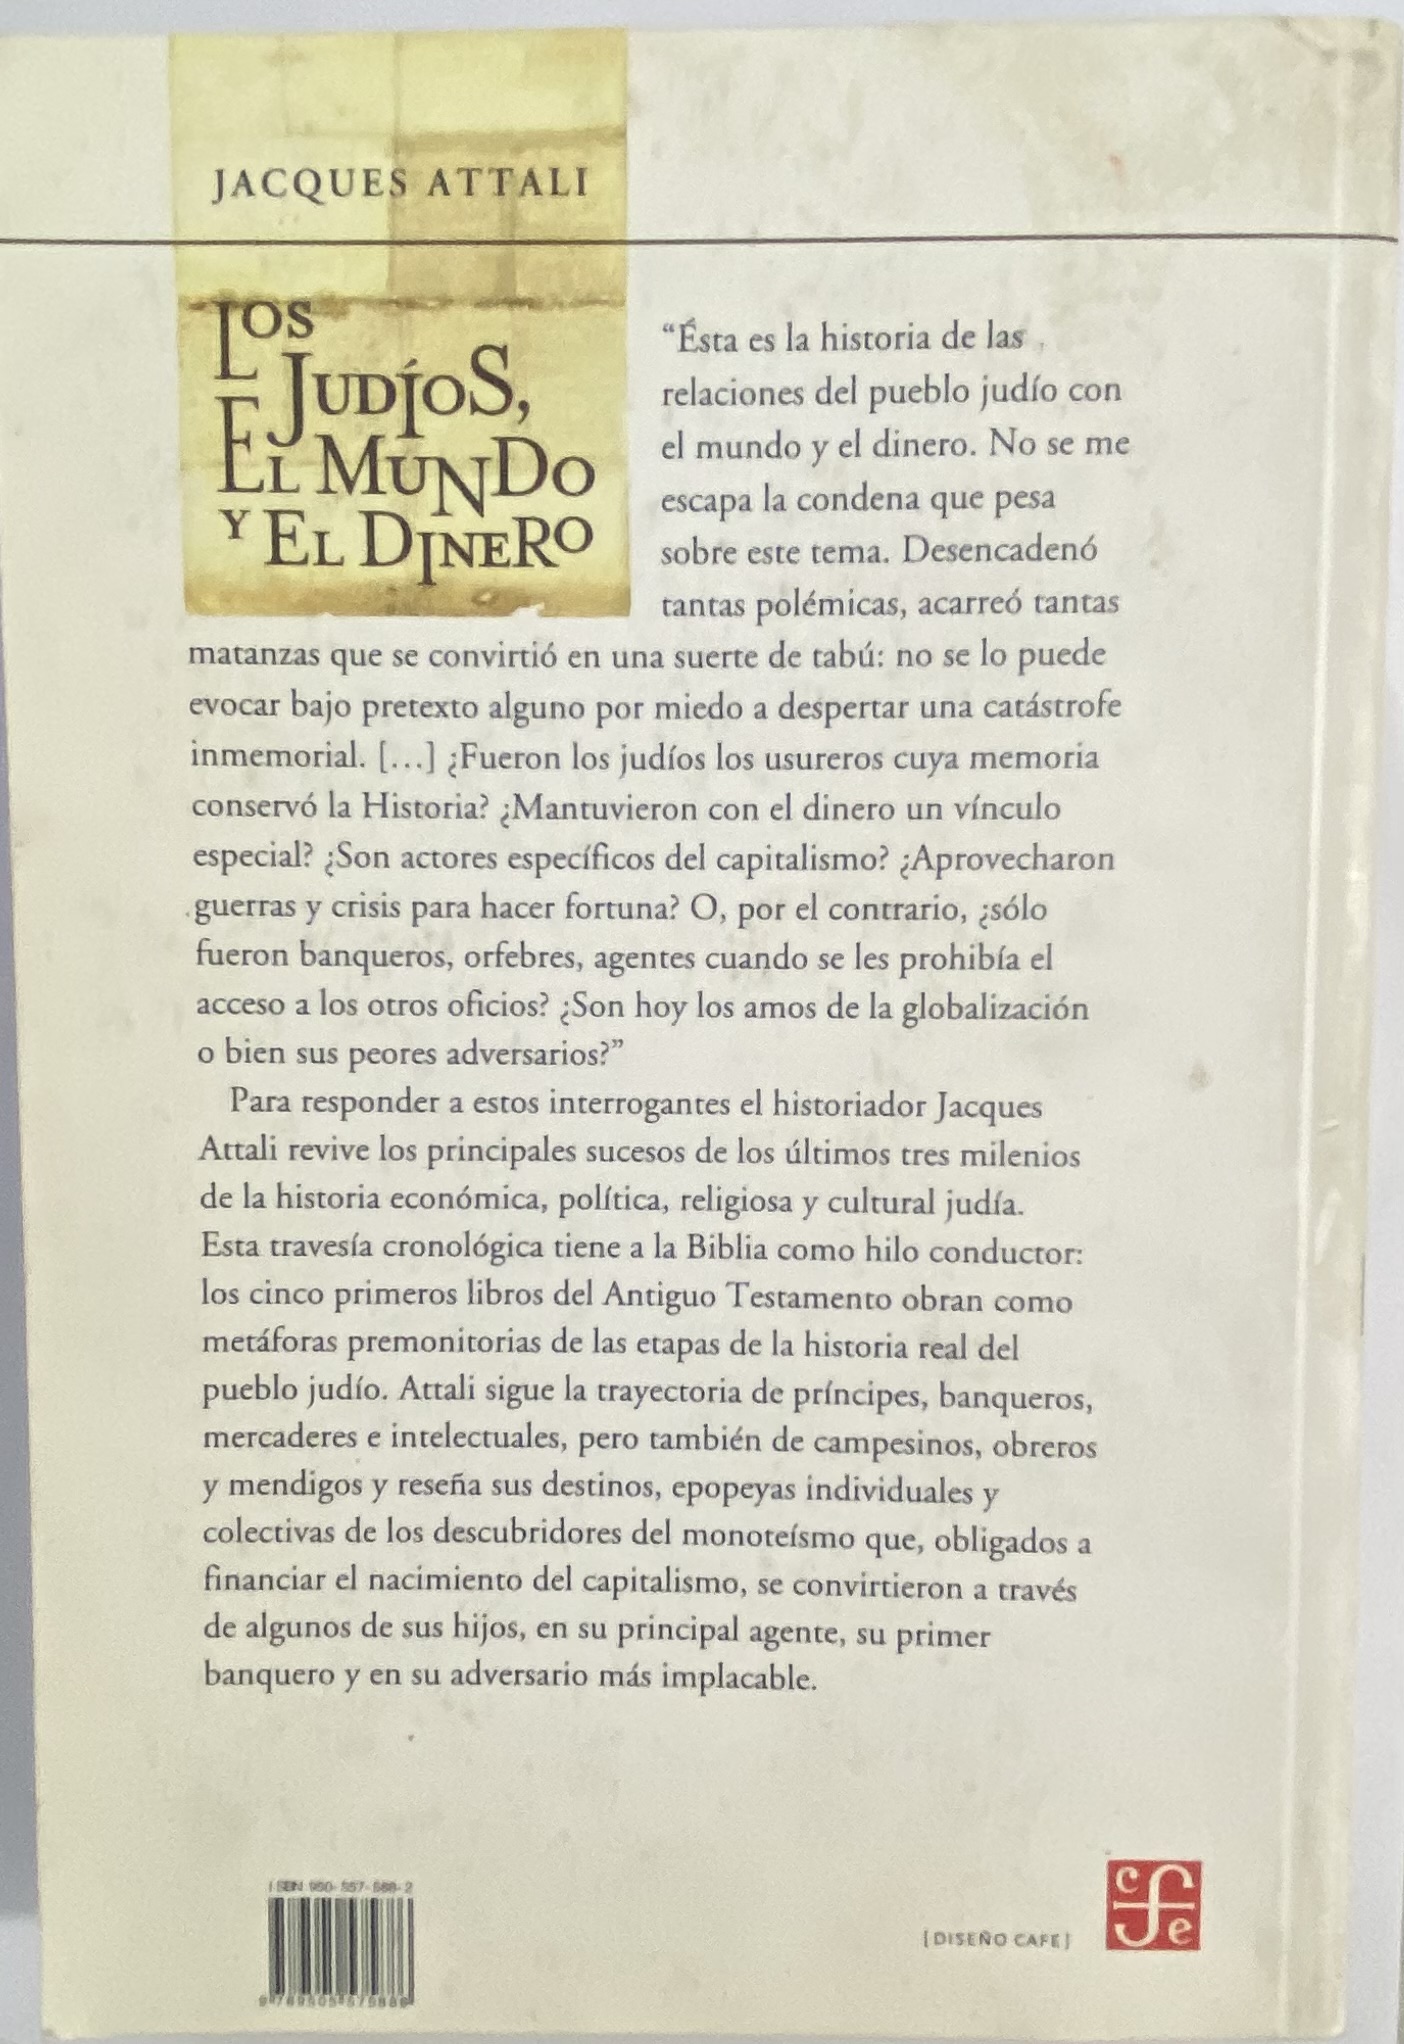 JACQUES ATTALI
LOS
JUDÍOS,
EL MUNDO
Y EL DINERO
“Ésta es la historia de las
relaciones del pueblo judío con
el mundo y el dinero. No se me
escapa la condena que pesa
sobre este tema. Desencadenó
tantas polémicas, acarreó tantas
matanzas que se convirtió en una suerte de tabú: no se lo puede
evocar bajo pretexto alguno por miedo a despertar una catástrofe
inmemorial. [...] ¿Fueron los judíos los usureros cuya memoria
conservó la Historia? ¿Mantuvieron con el dinero un vínculo
especial? ¿Son actores específicos del capitalismo? ¿Aprovecharon
guerras y crisis para hacer fortuna? O, por el contrario, ¿sólo
fueron banqueros, orfebres, agentes cuando se les prohibía el
acceso a los otros oficios? ¿Son hoy los amos de la globalización
o bien sus peores adversarios?”
Para responder a estos interrogantes el historiador Jacques
Attali revive los principales sucesos de los últimos tres milenios
de la historia económica, política, religiosa y cultural judía.
Esta travesía cronológica tiene a la Biblia como hilo conductor:
los cinco primeros libros del Antiguo Testamento obran como
metáforas premonitorias de las etapas de la historia real del
pueblo judío. Attali sigue la trayectoria de príncipes, banqueros,
mercaderes e intelectuales, pero también de campesinos, obreros
y mendigos y reseña sus destinos, epopeyas individuales y
colectivas de los descubridores del monoteísmo que, obligados a
financiar el nacimiento del capitalismo, se convirtieron a través
de algunos de sus hijos, en su principal agente, su primer
banquero y en su adversario más implacable.
ISBN 950-557-588-2
[DISEÑO CAFE]
cfe